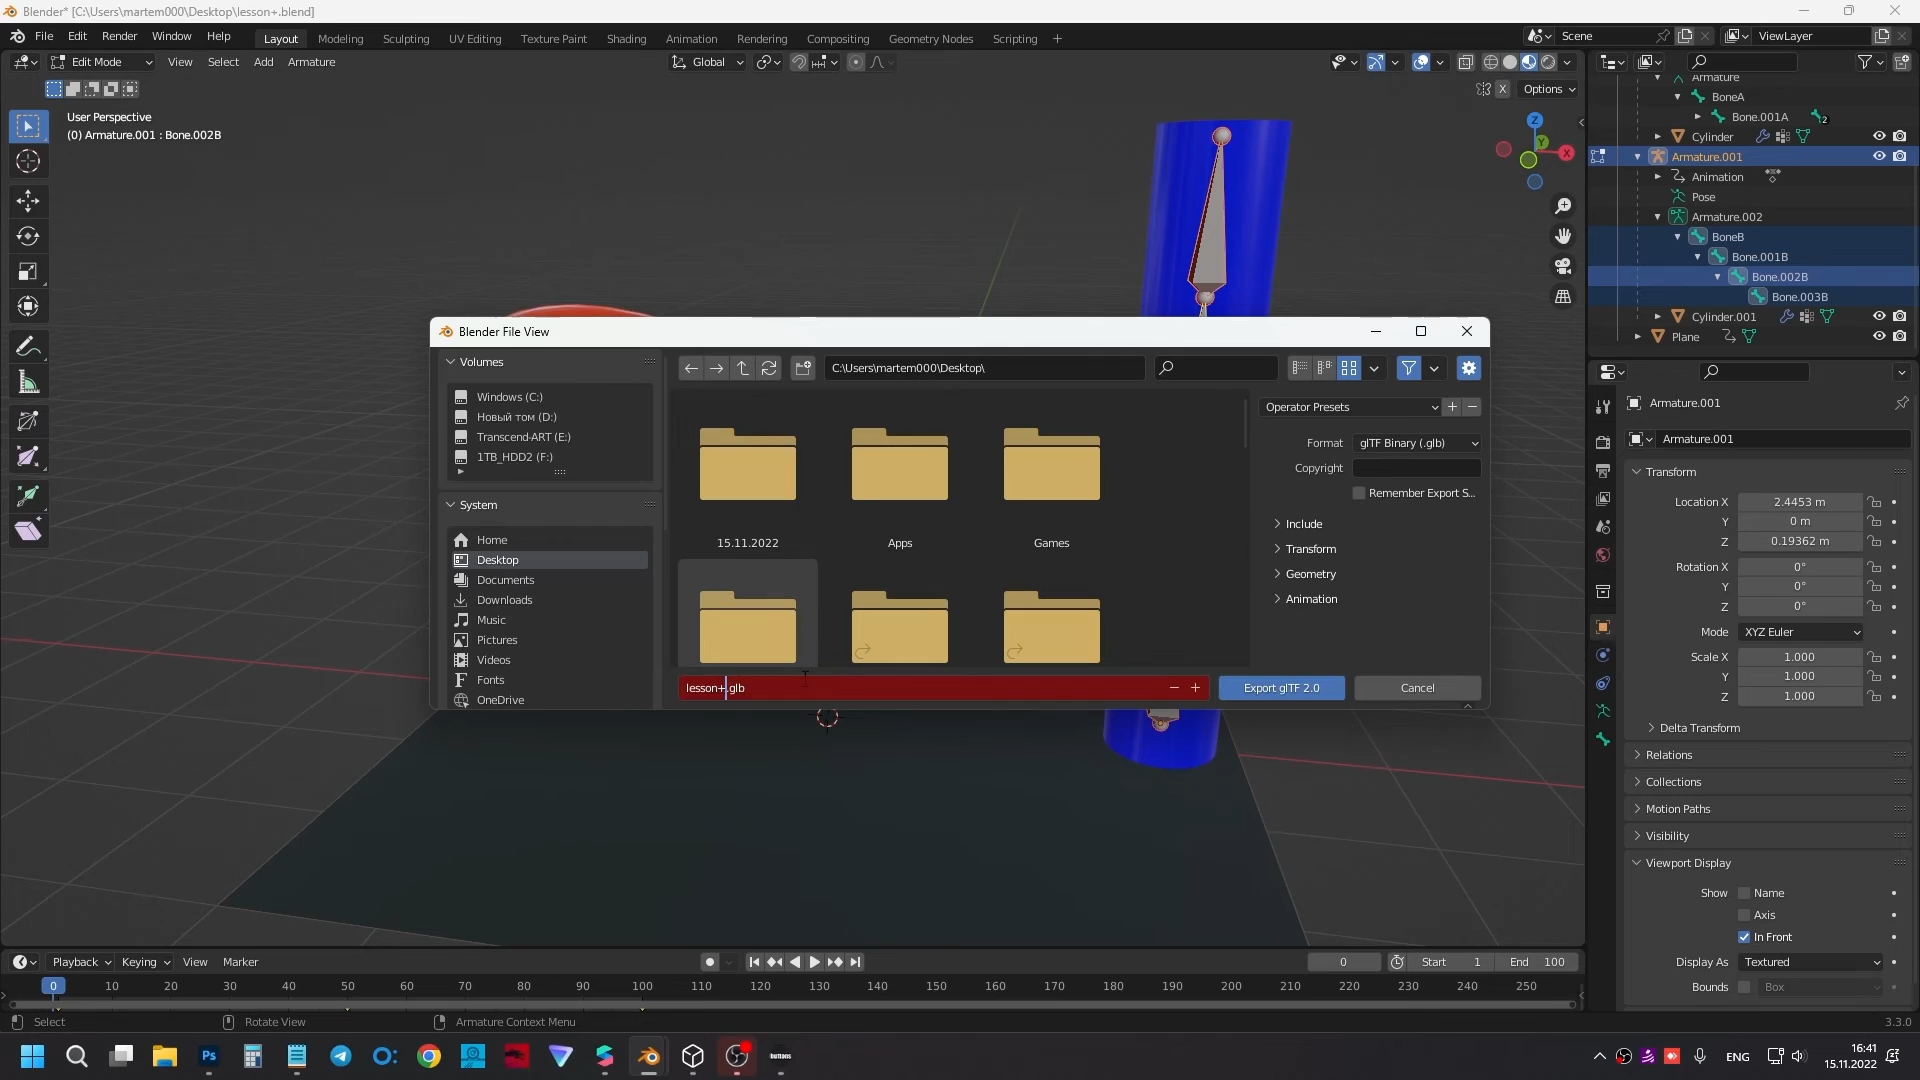 Blender* [C:\Users\martem000\Desktop\lesson+.blend]
File Edit Render Window Help Layout Modeling Sculpting UV Editing Texture Paint Shading Animation Rendering Compositing Geometry Nodes Scripting + Scene ViewLayer
Edit Mode View Select Add Armature Global
X Options
User Perspective
(0) Armature.001 : Bone.002B
Z
Y
X
Armature
BoneA
Bone.001A 2
Cylinder
Armature.001
Animation
Pose
Armature.002
BoneB
Bone.001B
Bone.002B
Bone.003B
Cylinder.001
Plane
Blender File View
Volumes
Windows (C:)
Новый том (D:)
Transcend-ART (E:)
1TB_HDD2 (F:)
System
Home
Desktop
Documents
Downloads
Music
Pictures
Videos
Fonts
OneDrive
C:\Users\martem000\Desktop\
15.11.2022 Apps Games
Operator Presets
Format glTF Binary (.glb)
Copyright
Remember Export S...
Include
Transform
Geometry
Animation
lesson+.glb
Export glTF 2.0 Cancel
Armature.001
Armature.001
Transform
Location X 2.4453 m
Y 0 m
Z 0.19362 m
Rotation X 0°
Y 0°
Z 0°
Mode XYZ Euler
Scale X 1.000
Y 1.000
Z 1.000
Delta Transform
Relations
Collections
Motion Paths
Visibility
Viewport Display
Show Name
Axis
In Front
Display As Textured
Bounds Box
Playback Keying View Marker 0 Start 1 End 100
0 10 20 30 40 50 60 70 80 90 100 110 120 130 140 150 160 170 180 190 200 210 220 230 240 250
Select Rotate View Armature Context Menu 3.3.0
Ps buttons ENG 16:41
15.11.2022